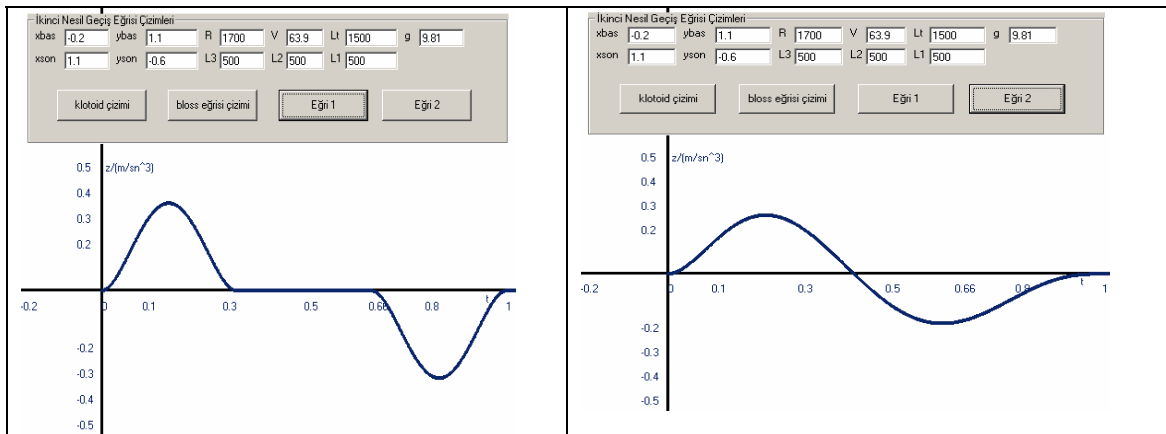 İkinci Nesil Geçiş Eğrisi Çizimleri
xbas -0.2 ybas 1.1 R 1700 V 63.9 Lt 1500 g 9.81
xson 1.1 yson -0.6 L3 500 L2 500 L1 500
klotoid çizimi bloss eğrisi çizimi Eğri 1 Eğri 2
0.5 z/(m/sn^3)
0.4
0.3
0.2
t
-0.2 0 0.1 0.3 0.5 0.66 0.8 1
-0.2
-0.3
-0.4
-0.5
İkinci Nesil Geçiş Eğrisi Çizimleri
xbas -0.2 ybas 1.1 R 1700 V 63.9 Lt 1500 g 9.81
xson 1.1 yson -0.6 L3 500 L2 500 L1 500
klotoid çizimi bloss eğrisi çizimi Eğri 1 Eğri 2
0.5 z/(m/sn^3)
0.4
0.3
0.2
t
-0.2 0 0.1 0.3 0.5 0.66 0.8 1
-0.2
-0.3
-0.4
-0.5